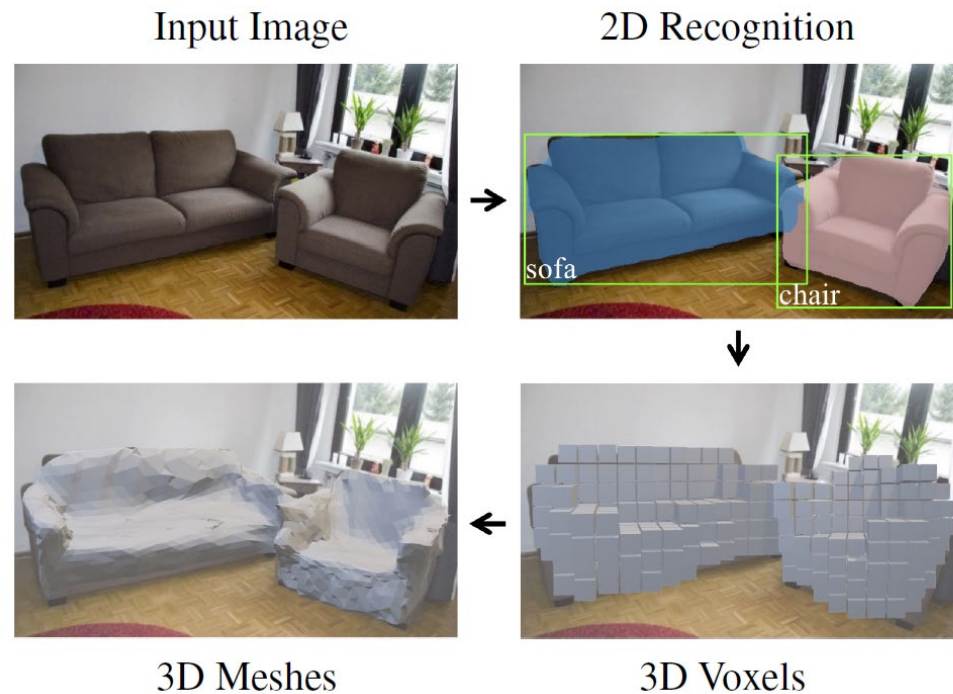 Input Image
2D Recognition
sofa
chair
3D Meshes
3D Voxels